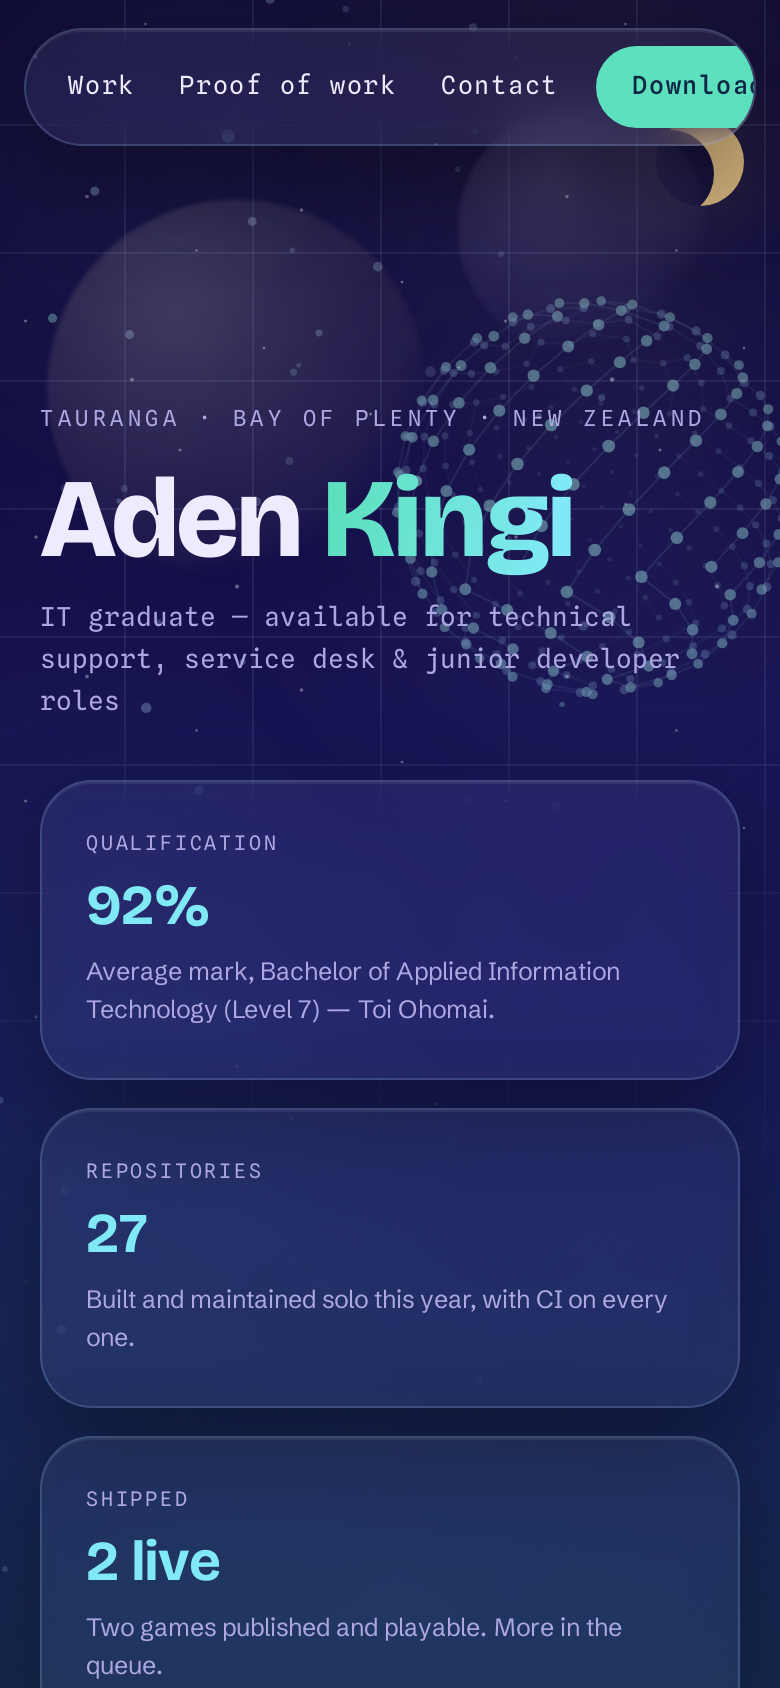 Work Proof of work Contact Download
TAURANGA · BAY OF PLENTY · NEW ZEALAND
Aden Kingi
IT graduate — available for technical
support, service desk & junior developer
roles
QUALIFICATION
92%
Average mark, Bachelor of Applied Information
Technology (Level 7) — Toi Ohomai.
REPOSITORIES
27
Built and maintained solo this year, with CI on every
one.
SHIPPED
2 live
Two games published and playable. More in the
queue.